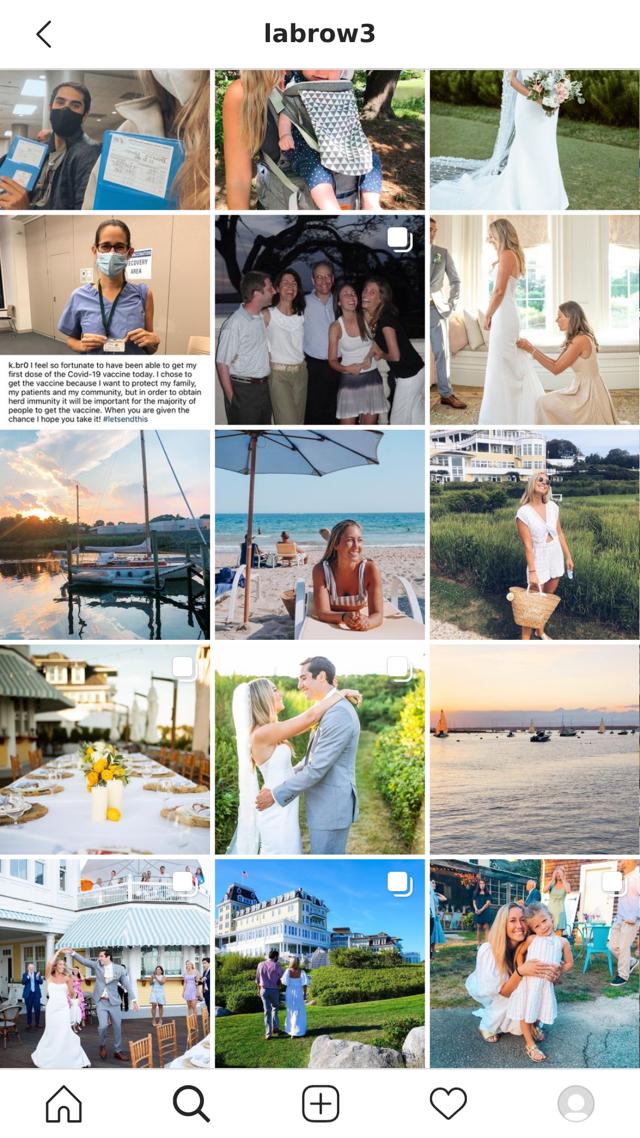 labrow3
RECOVERY
AREA
k.br0 I feel so fortunate to have been able to get my
first dose of the Covid-19 vaccine today. I chose to
get the vaccine because I want to protect my family,
my patients and my community, but in order to obtain
herd immunity it will be important for the majority of
people to get the vaccine. When you are given the
chance I hope you take it! #letsendthis